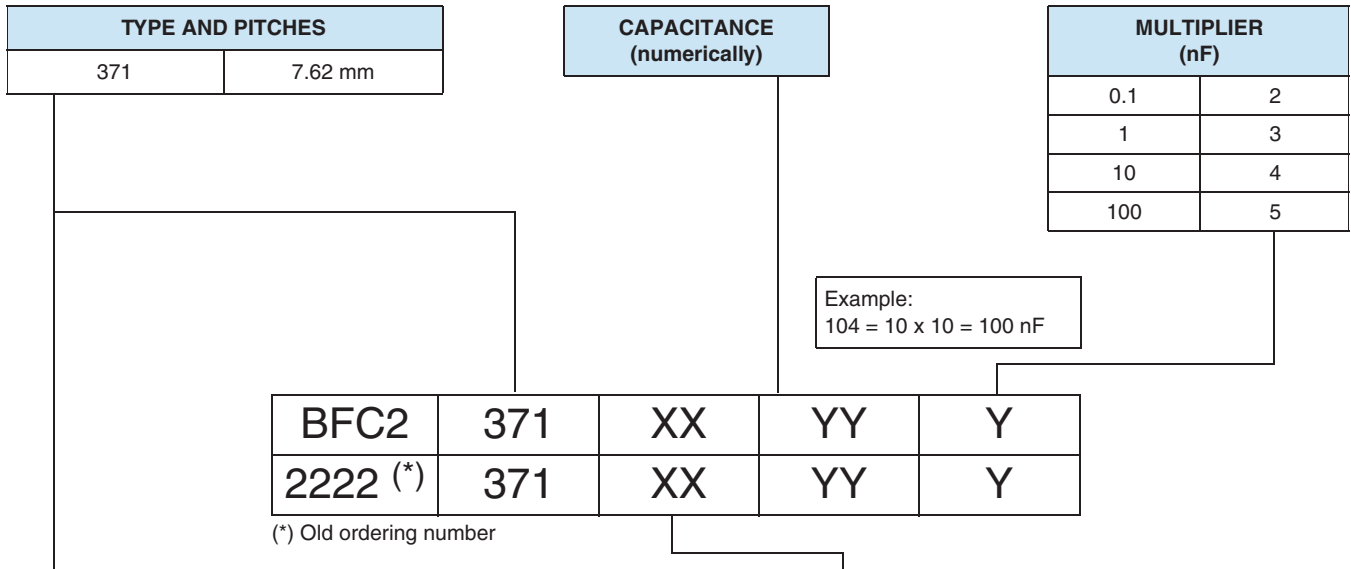 TYPE AND PITCHES
371 7.62 mm
CAPACITANCE
(numerically)
MULTIPLIER
(nF)
0.1 2
1 3
10 4
100 5
Example:
104 = 10 x 10 = 100 nF
BFC2 371 XX YY Y
2222 (*) 371 XX YY Y
(*) Old ordering number